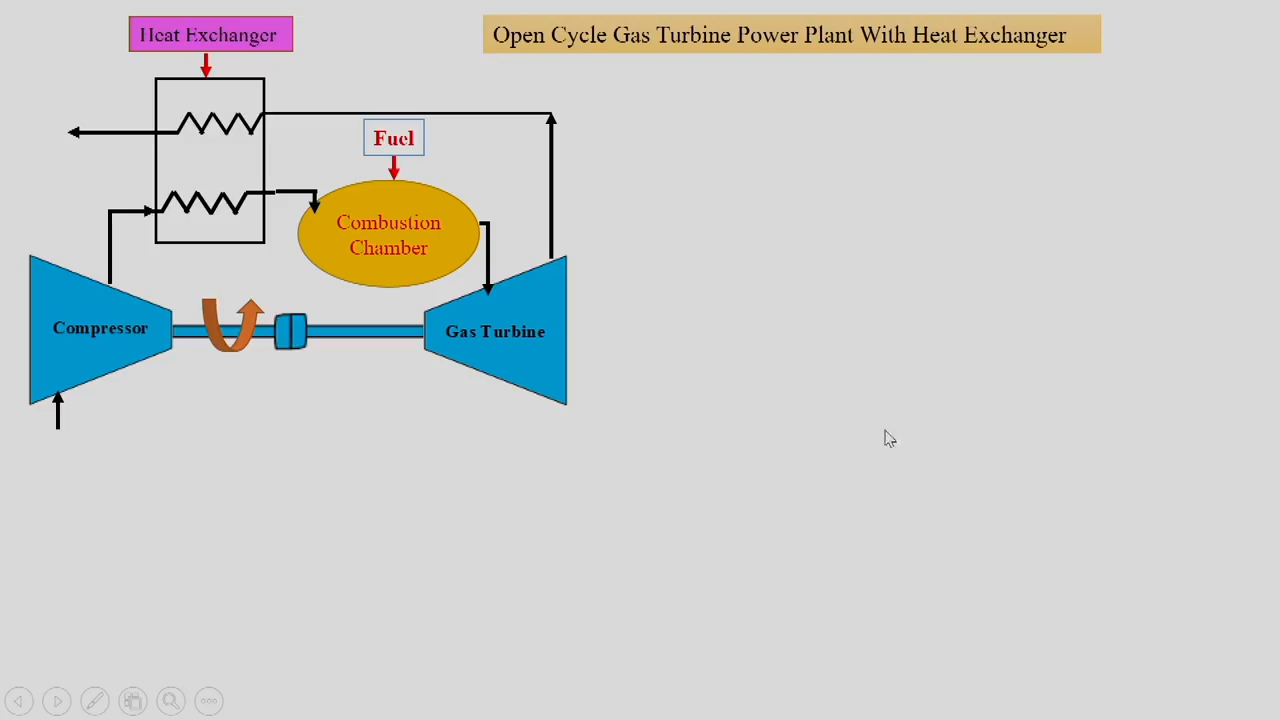 Heat Exchanger
Open Cycle Gas Turbine Power Plant With Heat Exchanger
Fuel
Combustion
Chamber
Compressor
Gas Turbine